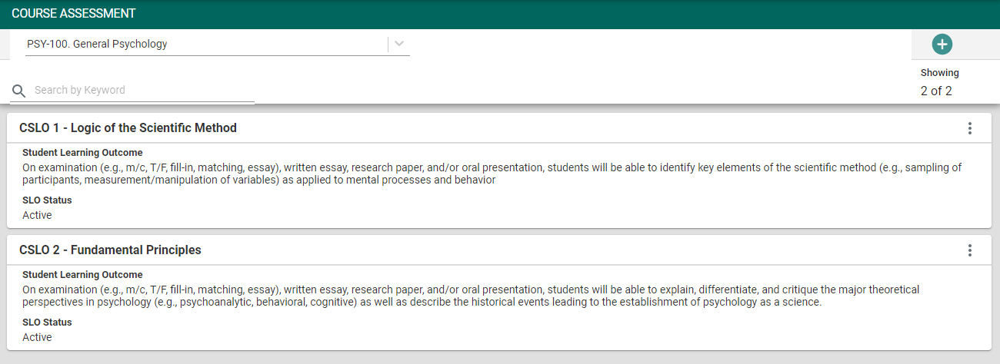 COURSE ASSESSMENT
PSY-100. General Psychology
Search by Keyword
Showing
2 of 2
CSLO 1 - Logic of the Scientific Method
Student Learning Outcome
On examination (e.g., m/c, T/F, fill-in, matching, essay), written essay, research paper, and/or oral presentation, students will be able to identify key elements of the scientific method (e.g., sampling of
participants, measurement/manipulation of variables) as applied to mental processes and behavior
SLO Status
Active
CSLO 2 - Fundamental Principles
Student Learning Outcome
On examination (e.g., m/c, T/F, fill-in, matching, essay), written essay, research paper, and/or oral presentation, students will be able to explain, differentiate, and critique the major theoretical
perspectives in psychology (e.g., psychoanalytic, behavioral, cognitive) as well as describe the historical events leading to the establishment of psychology as a science.
SLO Status
Active